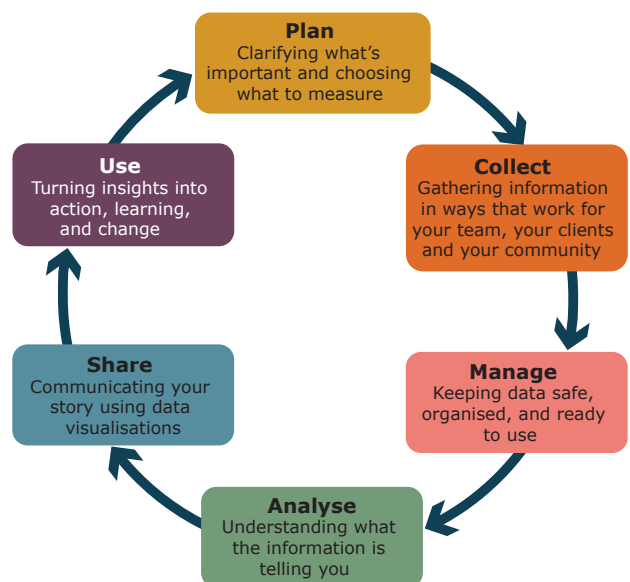 Plan
Clarifying what's
important and choosing
what to measure
Collect
Gathering information
in ways that work for
your team, your clients
and your community
Manage
Keeping data safe,
organised, and ready
to use
Analyse
Understanding what
the information is
telling you
Share
Communicating your
story using data
visualisations
Use
Turning insights into
action, learning,
and change